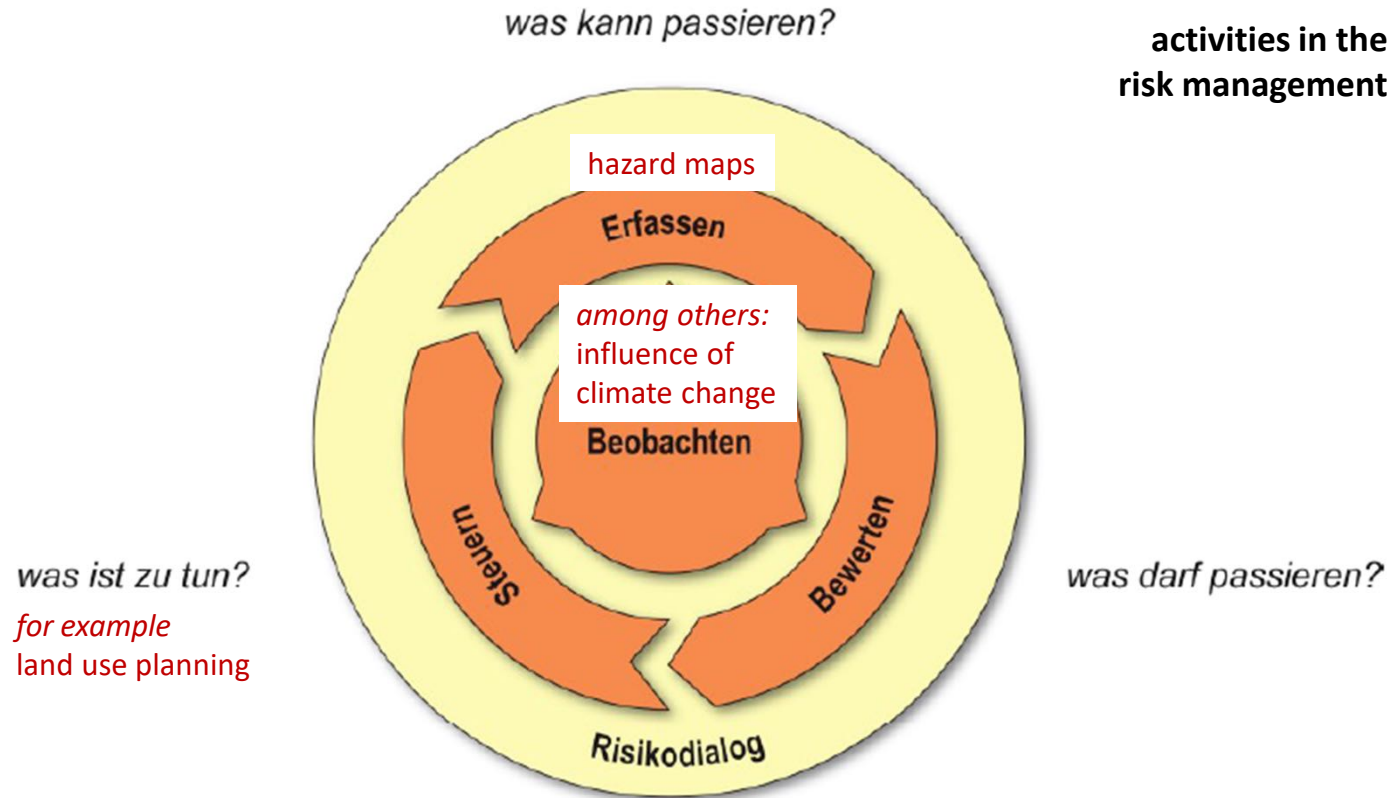 was kann passieren?
activities in the
risk management
hazard maps
Erfassen
among others:
influence of
climate change
Beobachten
Steuern
Bewerten
was ist zu tun?
for example
land use planning
was darf passieren?
Risikodialog